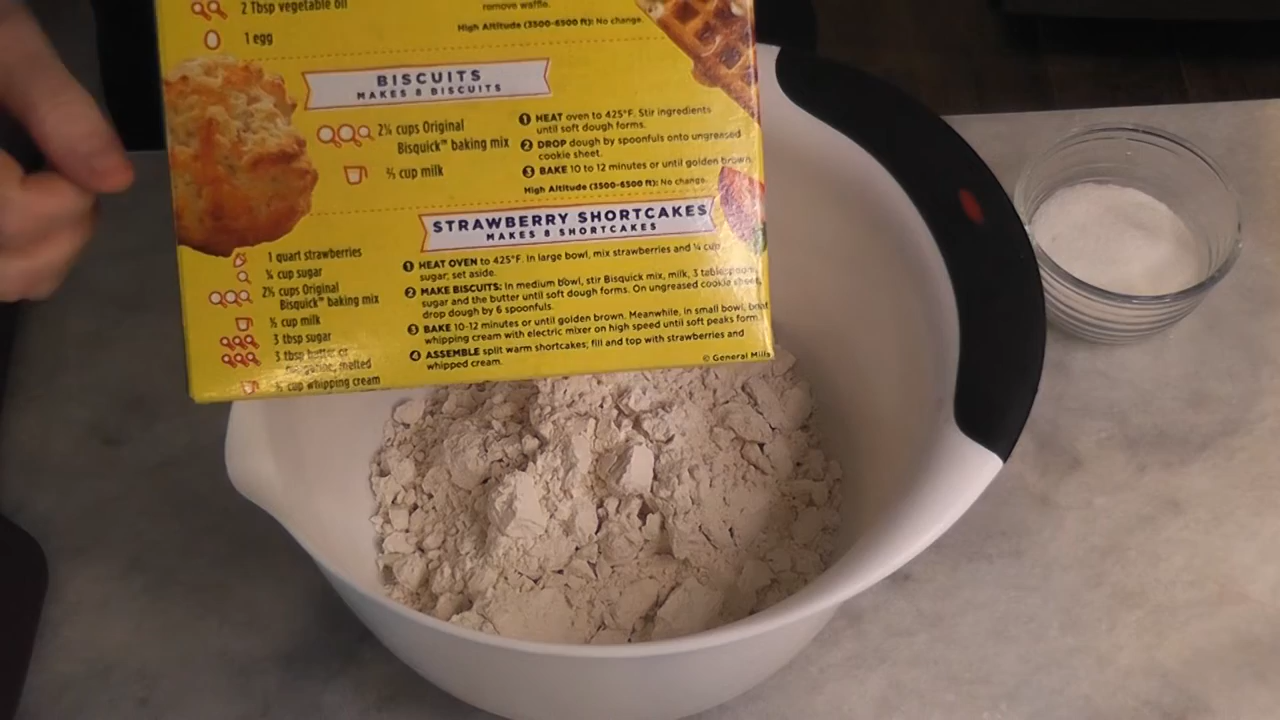 2 Tbsp vegetable oil
1 egg
remove waffle.
High Altitude (3500-6500 ft): No change.
BISCUITS
MAKES 8 BISCUITS
2¼ cups Original
Bisquick™ baking mix
⅔ cup milk
1 HEAT oven to 425°F. Stir ingredients
until soft dough forms.
2 DROP dough by spoonfuls onto ungreased
cookie sheet.
3 BAKE 10 to 12 minutes or until golden brown.
High Altitude (3500-6500 ft): No change.
STRAWBERRY SHORTCAKES
MAKES 8 SHORTCAKES
1 quart strawberries
¼ cup sugar
2⅓ cups Original
Bisquick™ baking mix
cup milk
3 tbsp sugar
3 tbsp butter or
margarine, melted
cup whipping cream
1 HEAT OVEN to 425°F. In large bowl, mix strawberries and ¼ cup
sugar; set aside.
2 MAKE BISCUITS: In medium bowl, stir Bisquick mix, milk, 3 tablespoons
sugar and the butter until soft dough forms. On ungreased cookie sheet,
drop dough by 6 spoonfuls.
3 BAKE 10-12 minutes or until golden brown. Meanwhile, in small bowl, beat
whipping cream with electric mixer on high speed until soft peaks form.
4 ASSEMBLE split warm shortcakes; fill and top with strawberries and
whipped cream.
© General Mills